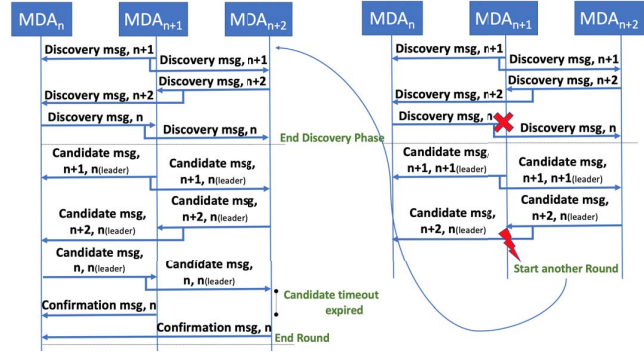 MDAn MDAn+1 MDAn+2
Discovery msg, n+1
Discovery msg, n+1
Discovery msg, n+2
Discovery msg, n+2
Discovery msg, n
Discovery msg, n
End Discovery Phase
Candidate msg,
n+1, n(leader)
Candidate msg,
n+1, n(leader)
Candidate msg,
n+2, n(leader)
Candidate msg,
n+2, n(leader)
Candidate msg,
n, n(leader)
Candidate msg,
n, n(leader)
Candidate timeout
expired
Confirmation msg, n
Confirmation msg, n
End Round
MDAn MDAn+1 MDAn+2
Discovery msg, n+1
Discovery msg, n+1
Discovery msg, n+2
Discovery msg, n+2
Discovery msg, n
Discovery msg, n
Candidate msg,
n+1, n+1(leader)
Candidate msg,
n+1, n+1(leader)
Candidate msg,
n+2, n(leader)
Candidate msg,
n+2, n(leader)
Start another Round